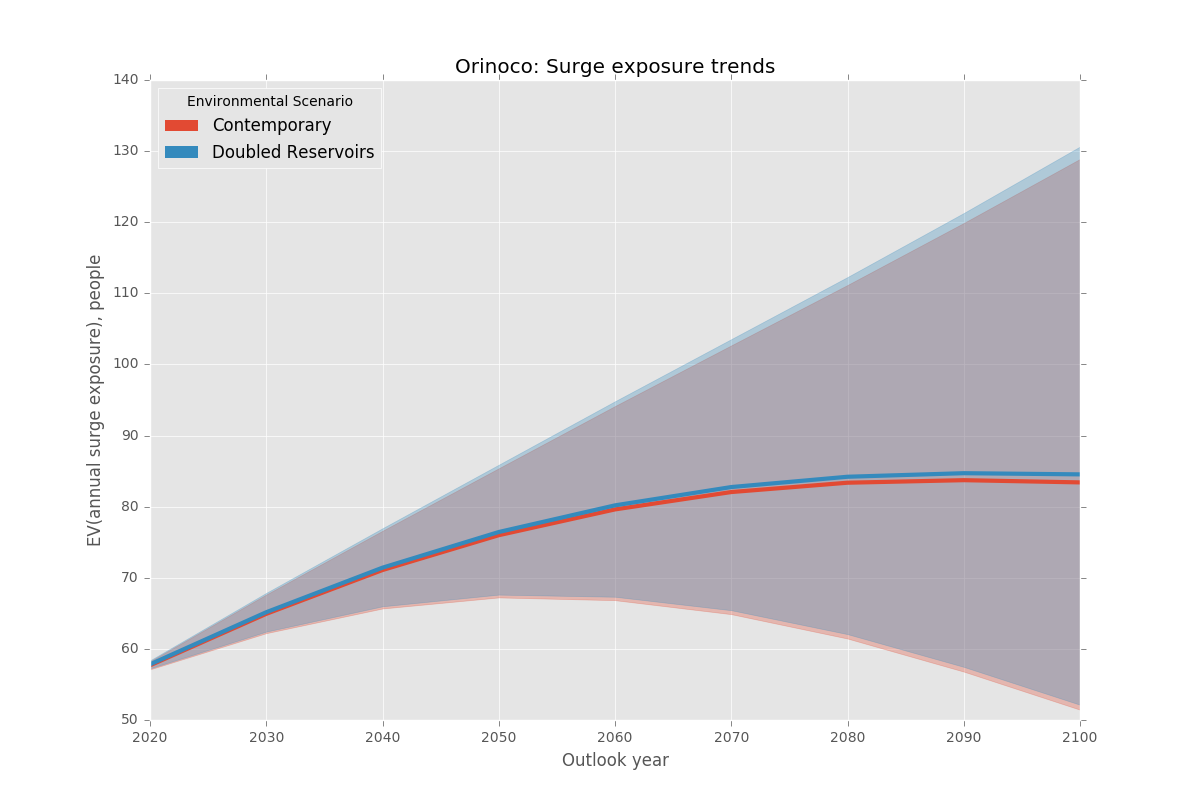 Orinoco: Surge exposure trends
Environmental Scenario
Contemporary
Doubled Reservoirs
EV(annual surge exposure), people
140
130
120
110
100
90
80
70
60
50
2020 2030 2040 2050 2060 2070 2080 2090 2100
Outlook year